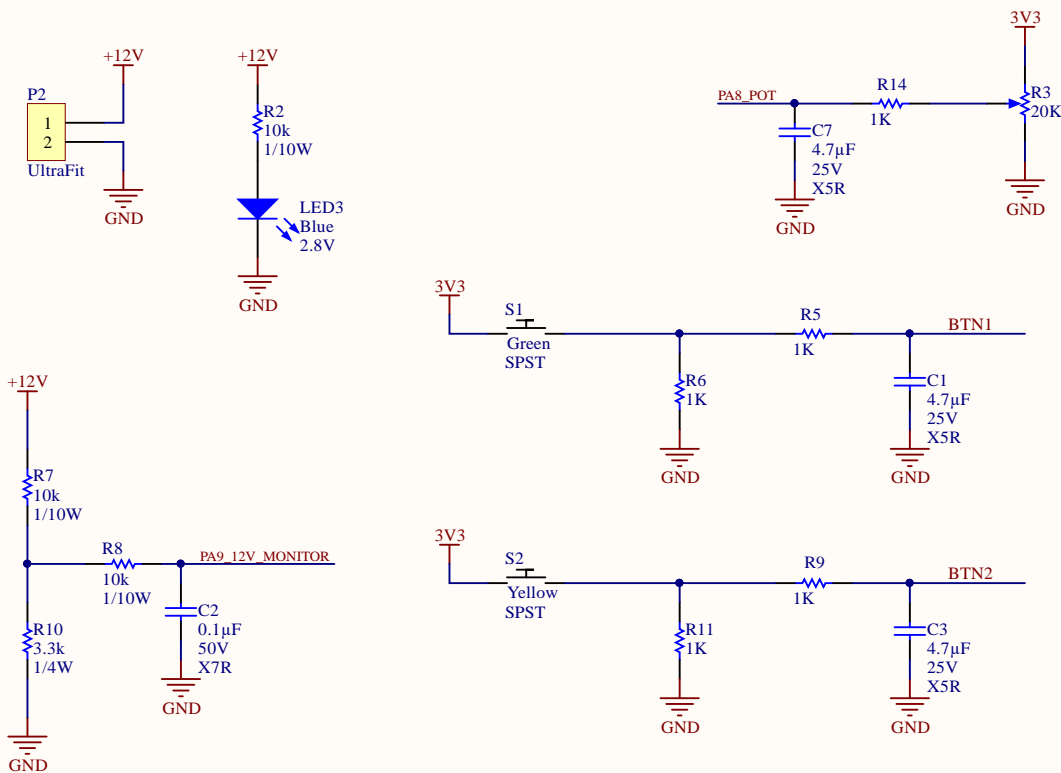 +12V
P2
1
2
UltraFit
GND
+12V
R2
10k
1/10W
LED3
Blue
2.8V
GND
3V3
PA8_POT
R14
1K
R3
20K
C7
4.7µF
25V
X5R
GND
GND
3V3
S1
Green
SPST
R5
1K
BTN1
R6
1K
GND
C1
4.7µF
25V
X5R
GND
+12V
R7
10k
1/10W
R8
10k
1/10W
PA9_12V_MONITOR
R10
3.3k
1/4W
GND
C2
0.1µF
50V
X7R
GND
3V3
S2
Yellow
SPST
R9
1K
BTN2
R11
1K
GND
C3
4.7µF
25V
X5R
GND